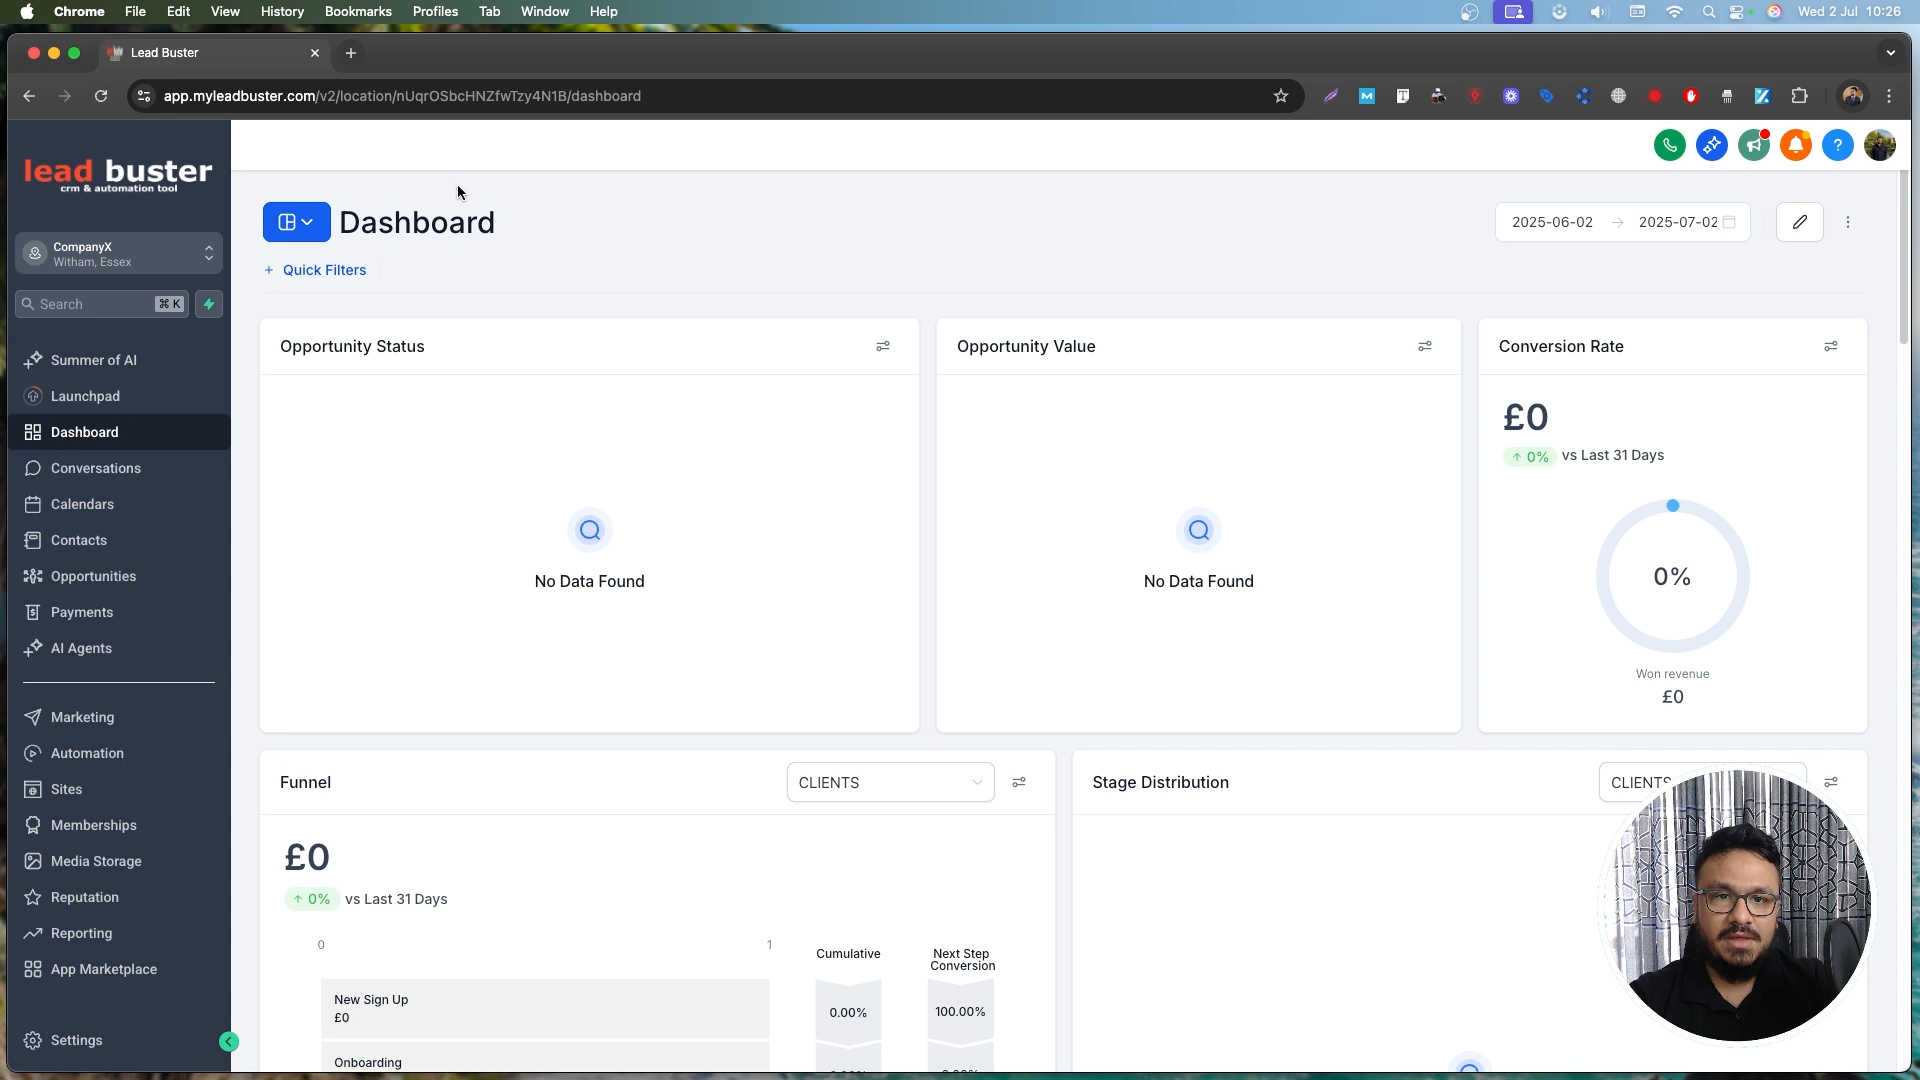 Chrome File Edit View History Bookmarks Profiles Tab Window Help
Wed 2 Jul 10:26
Lead Buster
app.myleadbuster.com/v2/location/nUqrOSbcHNZfwTzy4N1B/dashboard
lead buster
crm & automation tool
CompanyX
Witham, Essex
Search
⌘ K
Summer of AI
Launchpad
Dashboard
Conversations
Calendars
Contacts
Opportunities
Payments
AI Agents
Marketing
Automation
Sites
Memberships
Media Storage
Reputation
Reporting
App Marketplace
Settings
Dashboard
2025-06-02 → 2025-07-02
+ Quick Filters
Opportunity Status
No Data Found
Opportunity Value
No Data Found
Conversion Rate
£0
↑ 0% vs Last 31 Days
0%
Won revenue
£0
Funnel
CLIENTS
£0
↑ 0% vs Last 31 Days
0
1
Cumulative
Next Step
Conversion
New Sign Up
£0
0.00%
100.00%
Onboarding
Stage Distribution
CLIENTS